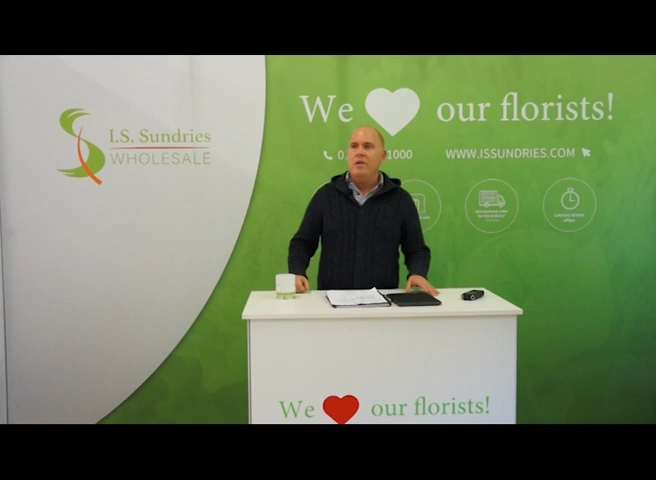 I.S. Sundries
WHOLESALE
We our florists!
1000
WWW.ISSUNDRIES.COM
We our florists!